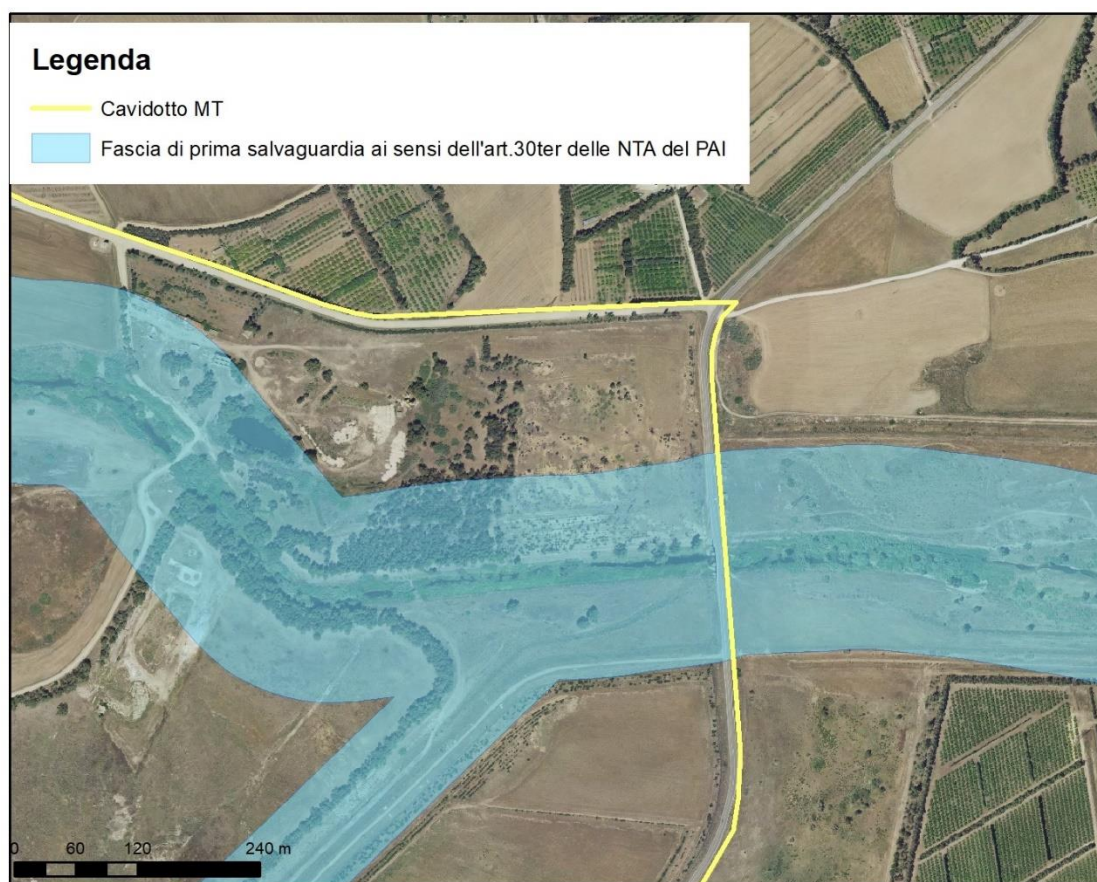 Legenda
Cavidotto MT
Fascia di prima salvaguardia ai sensi dell'art.30ter delle NTA del PAI
0 60 120 240 m